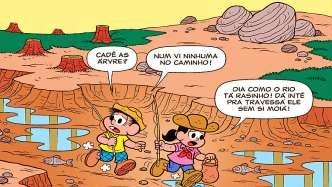 CADÊ AS
ÁRVRE?
NUM VI NINHUMA
NO CAMINHO!
OIA COMO O RIO
TÁ RASINHO! DÁ INTÉ
PRA TRAVESSÁ ELE
SEM SI MOIÁ!